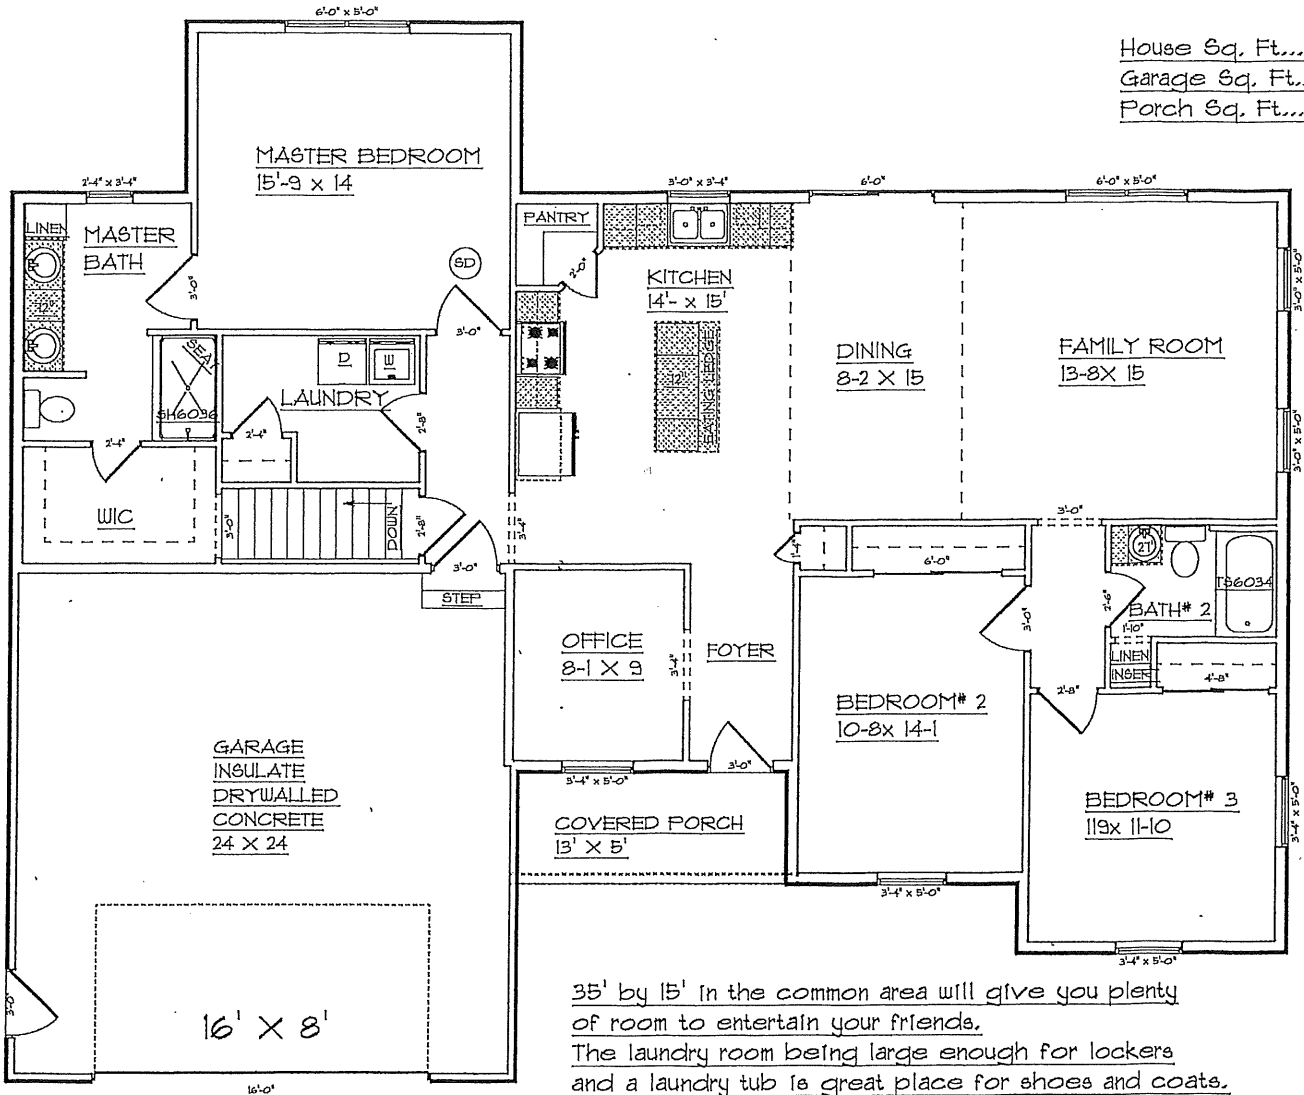 6'-0" x 5'-0"
House Sq. Ft....
Garage Sq. Ft...
Porch Sq. Ft....
MASTER BEDROOM
15'-9 x 14
2'-4" x 3'-4"
3'-0" x 3'-4"
6'-0"
6'-0" x 5'-0"
LINEN
MASTER
BATH
12"
3'-0"
SD
3'-0"
PANTRY
2'-0"
KITCHEN
14'- x 15'
12"
EATING LEDGE
DINING
8-2 X 15
FAMILY ROOM
13-8X 15
3'-0" x 5'-0"
3'-0" x 5'-0"
SEAT
SH6036
D
W
LAUNDRY
2'-4"
2'-8"
2'-4"
WIC
3'-0"
DOWN
2'-8"
3'-4"
3'-0"
STEP
3'-0"
1'-4"
6'-0"
21"
TS6034
2'-6"
BATH# 2
1'-10"
LINEN
INSER
4'-8"
3'-0"
2'-8"
OFFICE
8-1 X 9
3'-4"
FOYER
3'-0"
3'-4" x 5'-0"
BEDROOM# 2
10-8x 14-1
3'-4" x 5'-0"
BEDROOM# 3
119x 11-10
3'-4" x 5'-0"
3'-4" x 5'-0"
GARAGE
INSULATE
DRYWALLED
CONCRETE
24 X 24
COVERED PORCH
13' X 5'
3'-0"
16' X 8'
16'-0"
35' by 15' in the common area will give you plenty
of room to entertain your friends.
The laundry room being large enough for lockers
and a laundry tub is great place for shoes and coats.